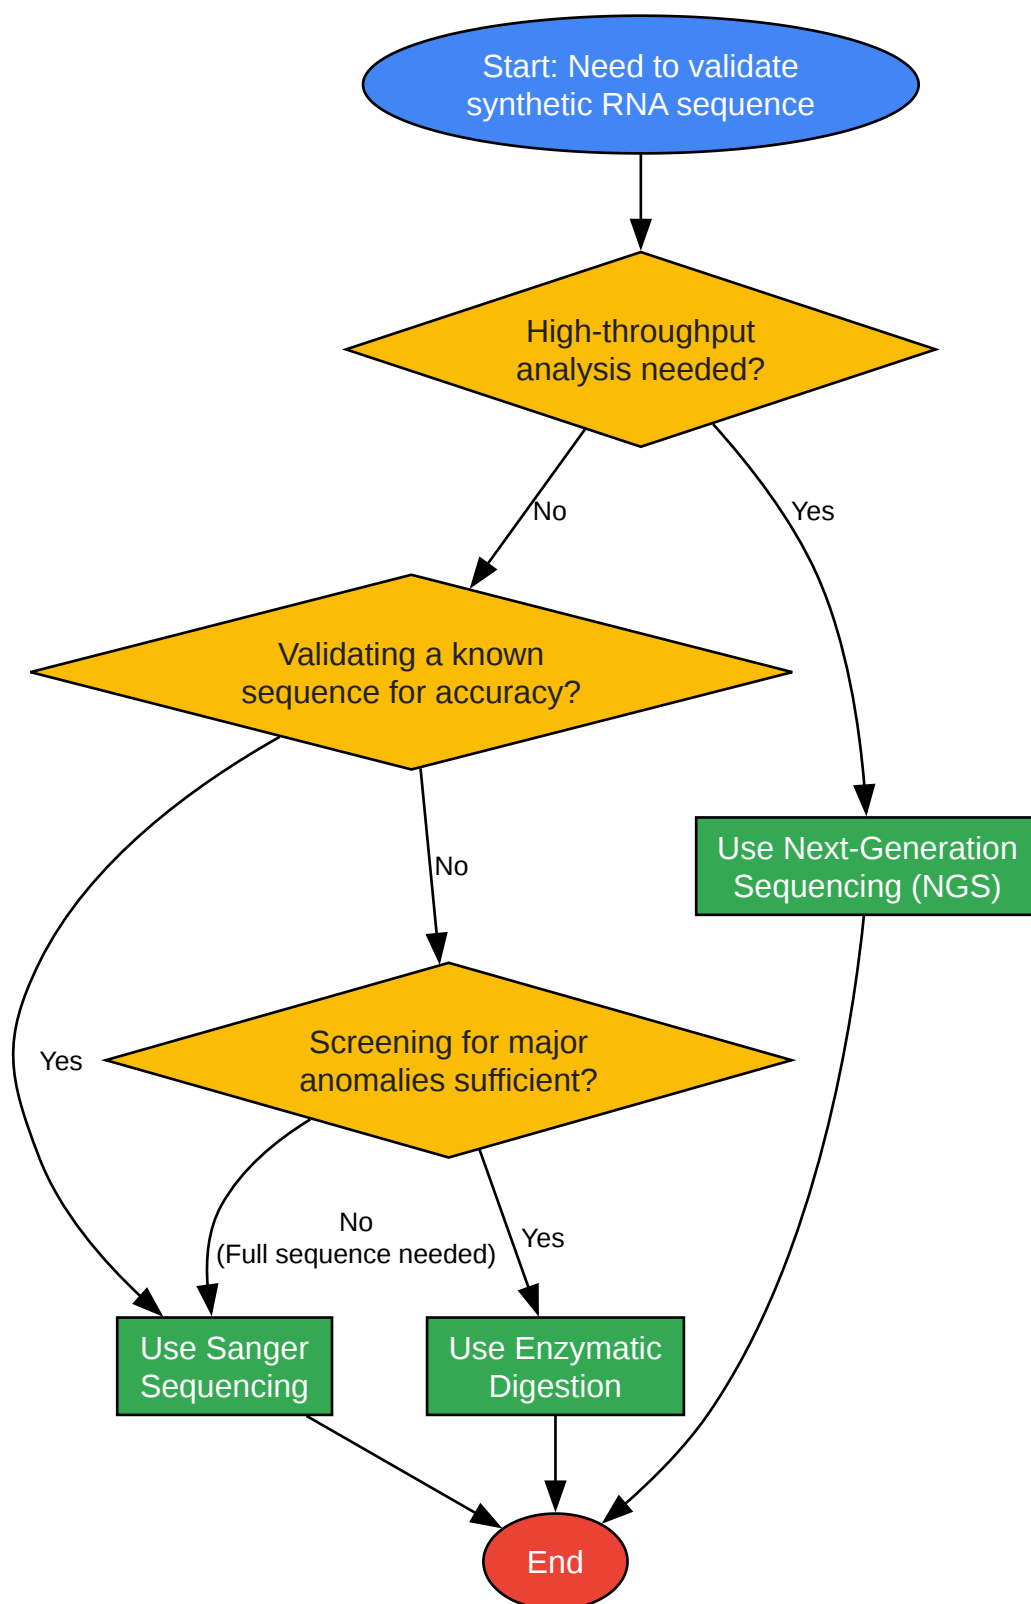 Start: Need to validate
synthetic RNA sequence
High-throughput
analysis needed?
No
Yes
Validating a known
sequence for accuracy?
Use Next-Generation
Sequencing (NGS)
No
Yes
Screening for major
anomalies sufficient?
No
(Full sequence needed)
Yes
Use Sanger
Sequencing
Use Enzymatic
Digestion
End